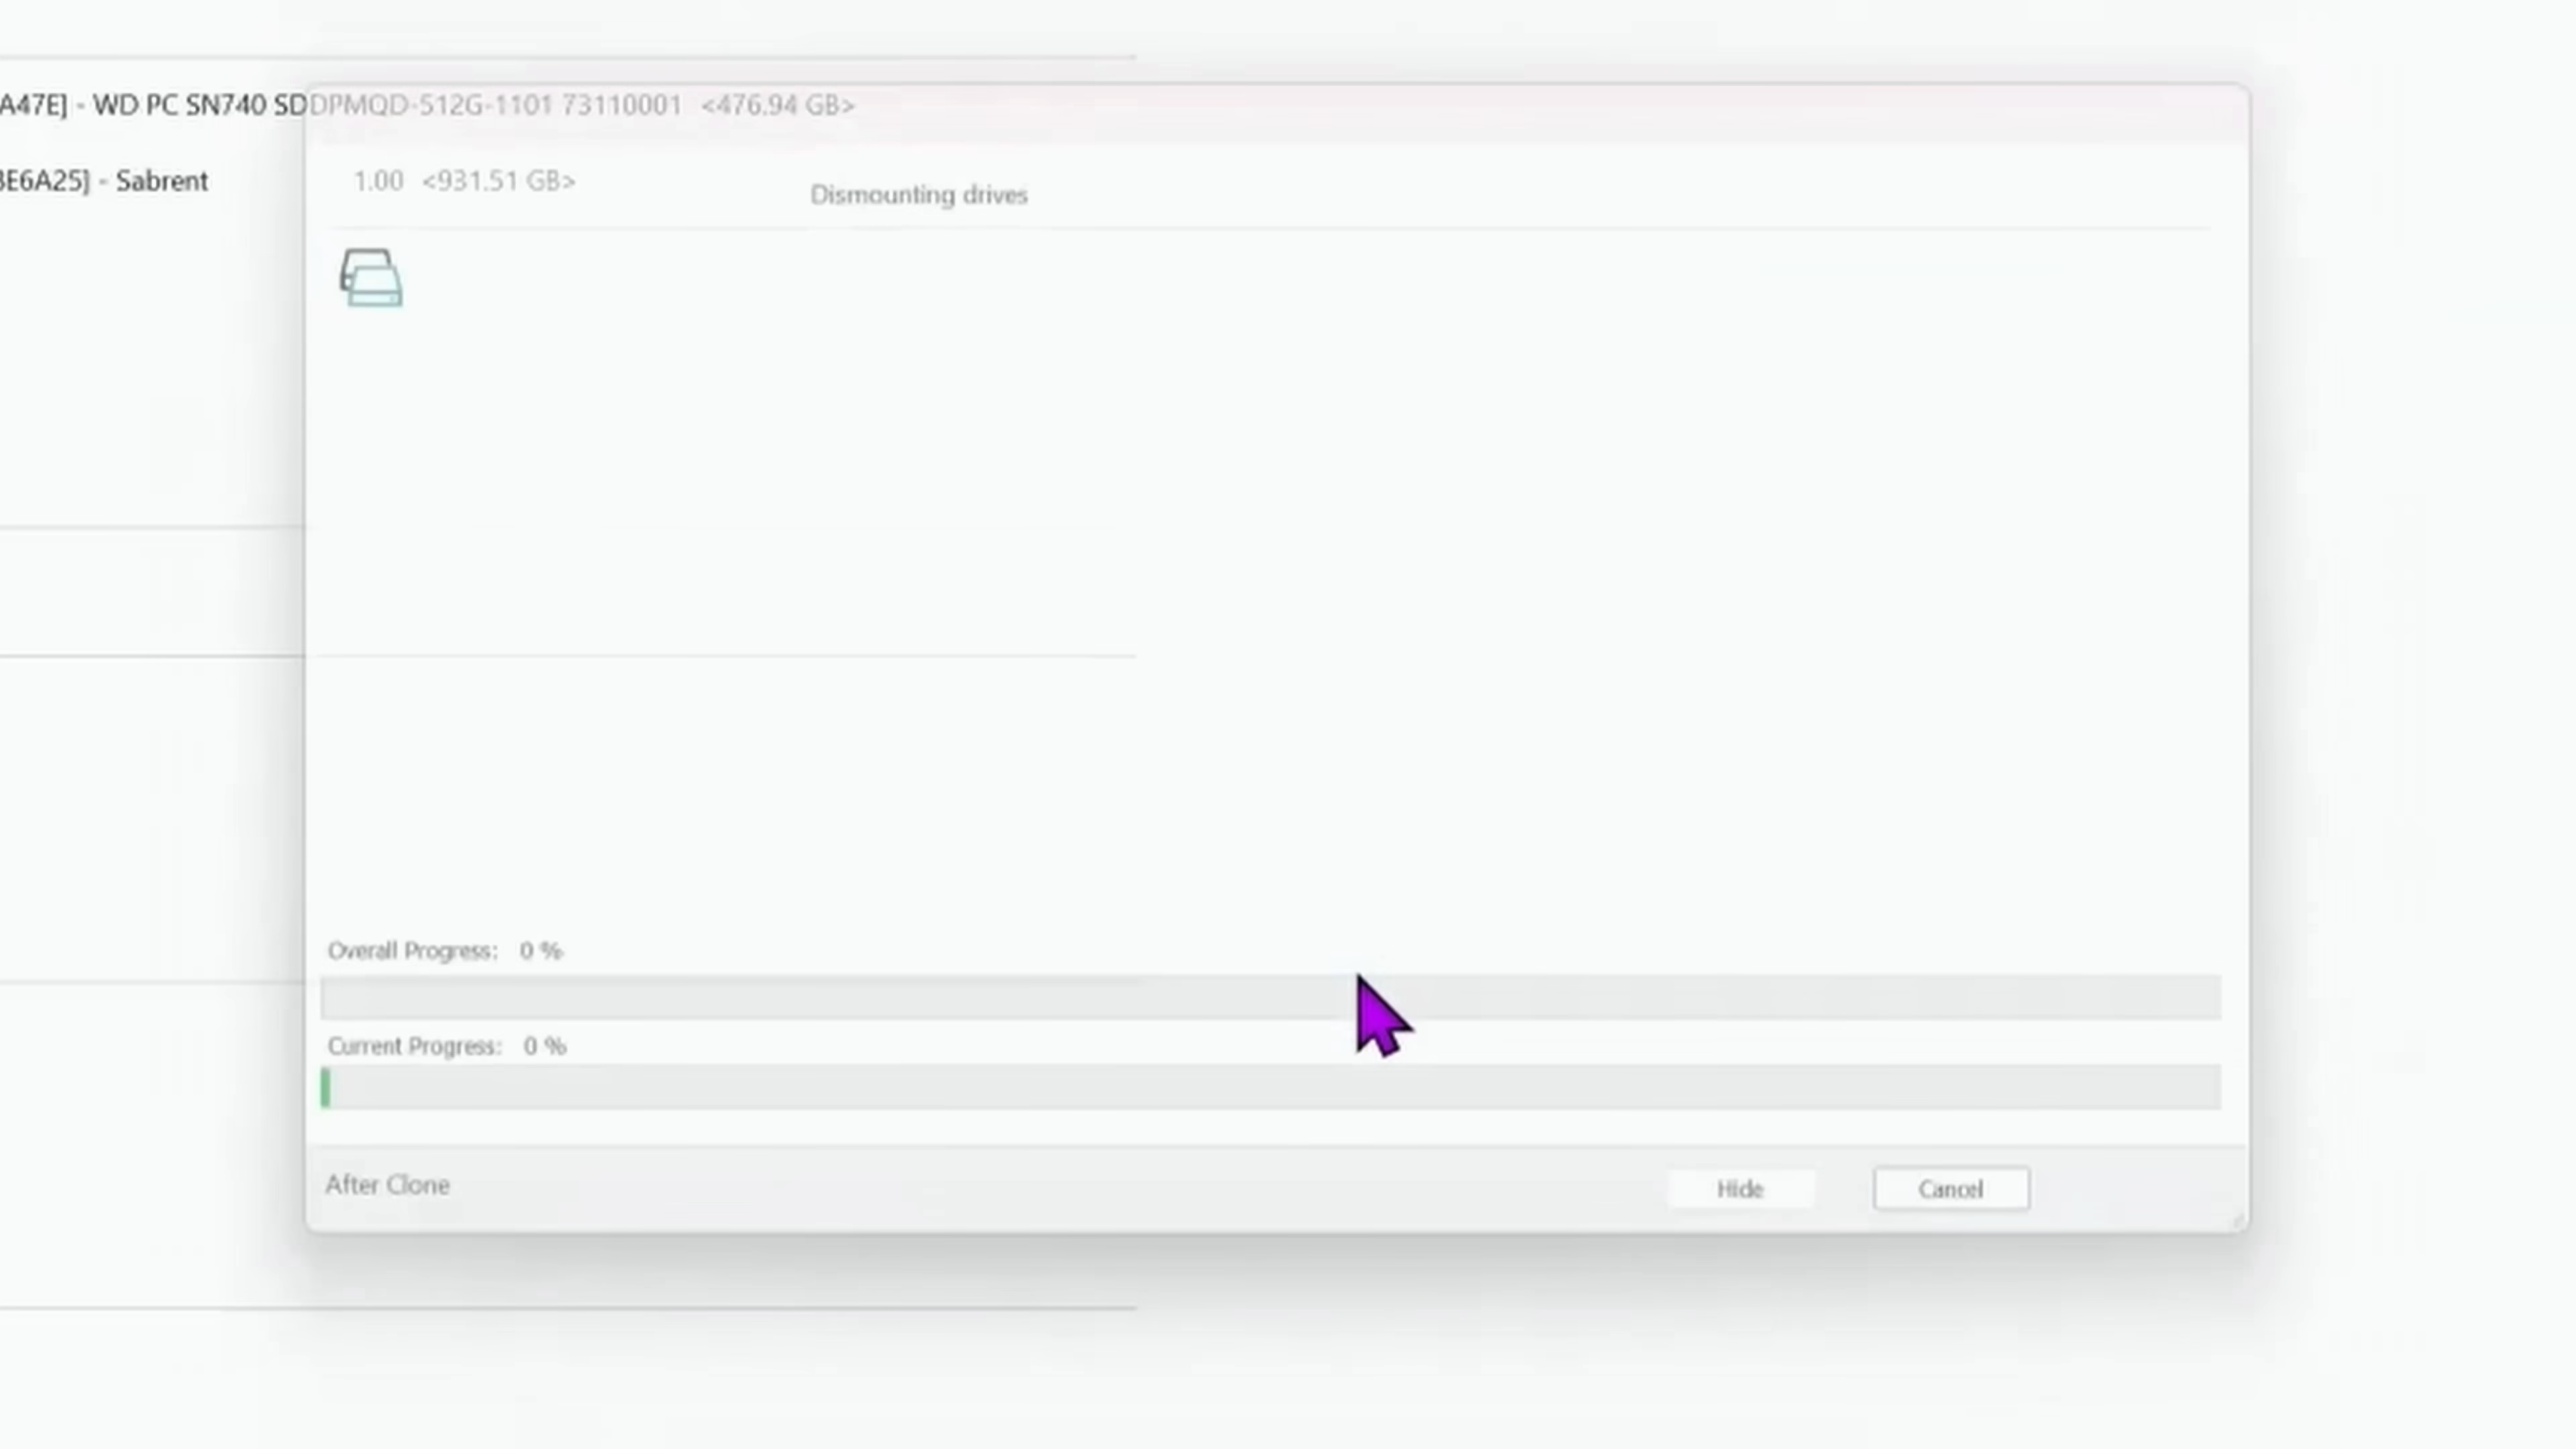 A47E] - WD PC SN740 SDDPMQD-512G-1101 73110001 <476.94 GB>
3E6A25] - Sabrent 1.00 <931.51 GB>
Dismounting drives
Overall Progress: 0 %
Current Progress: 0 %
After Clone
Hide Cancel